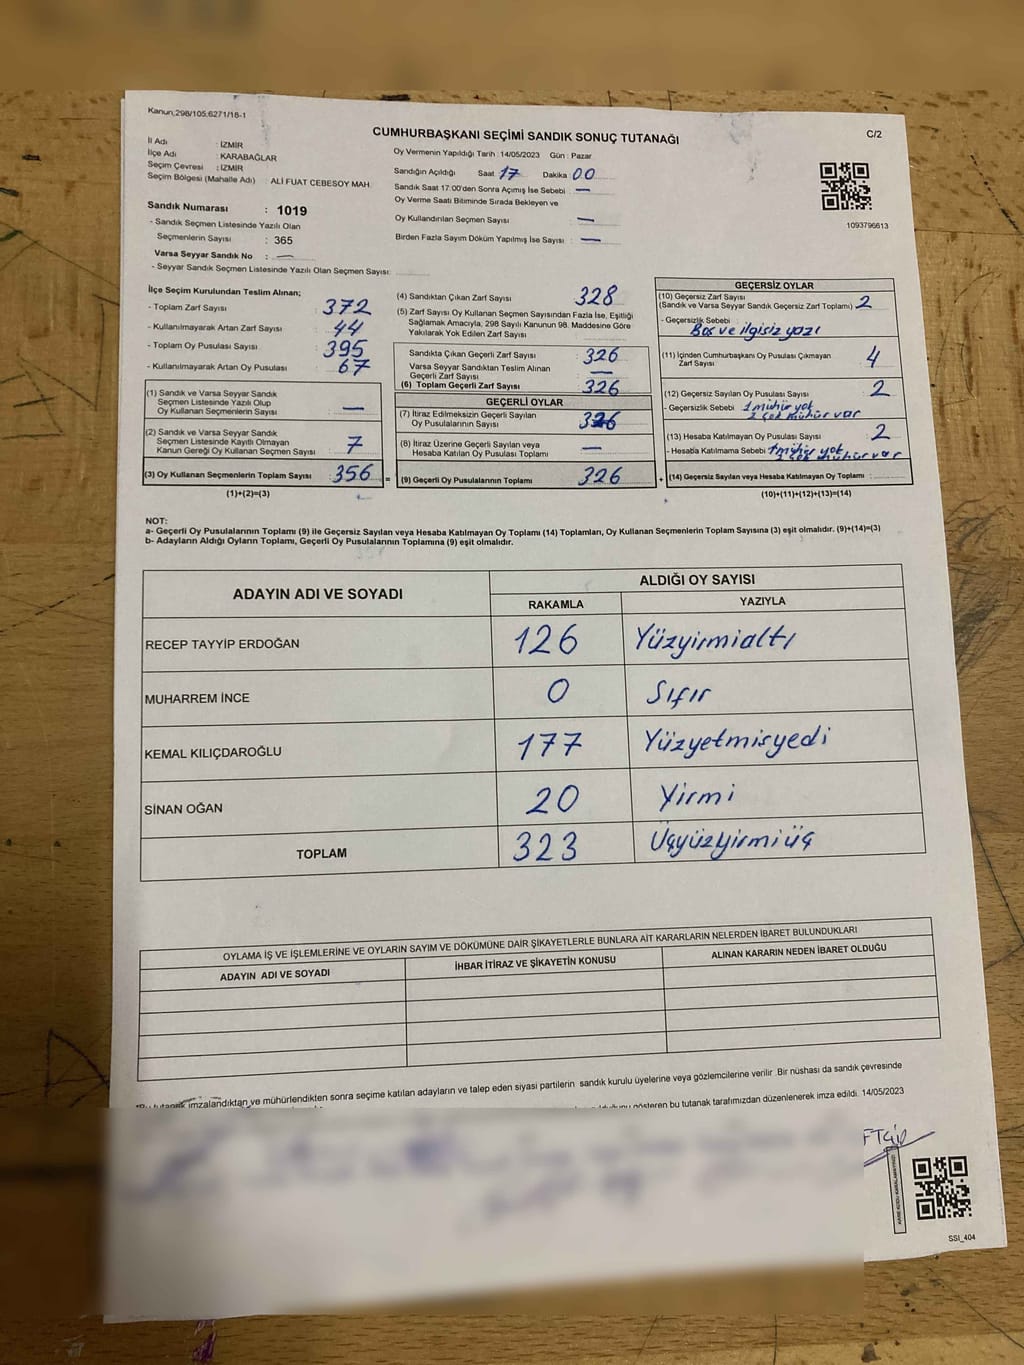 Kanun,298/105.6271/18-1
CUMHURBAŞKANI SEÇİMİ SANDIK SONUÇ TUTANAĞI
C/2
İl Adı : İZMİR
İlçe Adı : KARABAĞLAR
Seçim Çevresi : İZMİR
Seçim Bölgesi (Mahalle Adı) : ALİ FUAT CEBESOY MAH.
Oy Vermenin Yapıldığı Tarih : 14/05/2023 Gün : Pazar
Sandığın Açıldığı Saat 17 Dakika 00
Sandık Saat 17:00'den Sonra Açımış İse Sebebi : —
Oy Verme Saati Bitiminde Sırada Bekleyen ve
Oy Kullandırılan Seçmen Sayısı : —
Birden Fazla Sayım Döküm Yapılmış İse Sayısı : —
1093796613
Sandık Numarası : 1019
- Sandık Seçmen Listesinde Yazılı Olan
Seçmenlerin Sayısı : 365
Varsa Seyyar Sandık No : —
- Seyyar Sandık Seçmen Listesinde Yazılı Olan Seçmen Sayısı:
İlçe Seçim Kurulundan Teslim Alınan;
- Toplam Zarf Sayısı : 372
- Kullanılmayarak Artan Zarf Sayısı : 44
- Toplam Oy Pusulası Sayısı : 395
- Kullanılmayarak Artan Oy Pusulası : 67
(1) Sandık ve Varsa Seyyar Sandık
Seçmen Listesinde Yazılı Olup
Oy Kullanan Seçmenlerin Sayısı : —
(2) Sandık ve Varsa Seyyar Sandık
Seçmen Listesinde Kayıtlı Olmayan
Kanun Gereği Oy Kullanan Seçmen Sayısı : 7
(3) Oy Kullanan Seçmenlerin Toplam Sayısı : 356 =
(1)+(2)=(3)
(4) Sandıktan Çıkan Zarf Sayısı : 328
(5) Zarf Sayısı Oy Kullanan Seçmen Sayısından Fazla İse, Eşitliği
Sağlamak Amacıyla, 298 Sayılı Kanunun 98. Maddesine Göre
Yakılarak Yok Edilen Zarf Sayısı :
Sandıkta Çıkan Geçerli Zarf Sayısı : 326
Varsa Seyyar Sandıktan Teslim Alınan
Geçerli Zarf Sayısı : —
(6) Toplam Geçerli Zarf Sayısı : 326
GEÇERLİ OYLAR
(7) İtiraz Edilmeksizin Geçerli Sayılan
Oy Pusulalarının Sayısı : 326
(8) İtiraz Üzerine Geçerli Sayılan veya
Hesaba Katılan Oy Pusulası Toplamı : —
(9) Geçerli Oy Pusulalarının Toplamı : 326 +
GEÇERSİZ OYLAR
(10) Geçersiz Zarf Sayısı
(Sandık ve Varsa Seyyar Sandık Geçersiz Zarf Toplamı) : 2
- Geçersizlik Sebebi : Boş ve ilgisiz yazı
(11) İçinden Cumhurbaşkanı Oy Pusulası Çıkmayan
Zarf Sayısı : 4
(12) Geçersiz Sayılan Oy Pusulası Sayısı : 2
- Geçersizlik Sebebi : 1 mühür yok
1 çok mühür var
(13) Hesaba Katılmayan Oy Pusulası Sayısı : 2
- Hesaba Katılmama Sebebi : 1 mühür yok
1 çok mühür var
(14) Geçersiz Sayılan veya Hesaba Katılmayan Oy Toplamı :
(10)+(11)+(12)+(13)=(14)
NOT:
a- Geçerli Oy Pusulalarının Toplamı (9) ile Geçersiz Sayılan veya Hesaba Katılmayan Oy Toplamı (14) Toplamları, Oy Kullanan Seçmenlerin Toplam Sayısına (3) eşit olmalıdır. (9)+(14)=(3)
b- Adayların Aldığı Oyların Toplamı, Geçerli Oy Pusulalarının Toplamına (9) eşit olmalıdır.
ADAYIN ADI VE SOYADI
ALDIĞI OY SAYISI
RAKAMLA YAZIYLA
RECEP TAYYİP ERDOĞAN 126 Yüzyirmialtı
MUHARREM İNCE 0 Sıfır
KEMAL KILIÇDAROĞLU 177 Yüzyetmişyedi
SİNAN OĞAN 20 Yirmi
TOPLAM 323 Üçyüzyirmiüç
OYLAMA İŞ VE İŞLEMLERİNE VE OYLARIN SAYIM VE DÖKÜMÜNE DAİR ŞİKAYETLERLE BUNLARA AİT KARARLARIN NELERDEN İBARET BULUNDUKLARI
ADAYIN ADI VE SOYADI İHBAR İTİRAZ VE ŞİKAYETİN KONUSU ALINAN KARARIN NEDEN İBARET OLDUĞU
*Bu tutanak imzalandıktan ve mühürlendikten sonra seçime katılan adayların ve talep eden siyasi partilerin sandık kurulu üyelerine veya gözlemcilerine verilir .Bir nüshası da sandık çevresinde
gösteren bu tutanak tarafımızdan düzenlenerek imza edildi. 14/05/2023
SSI_404